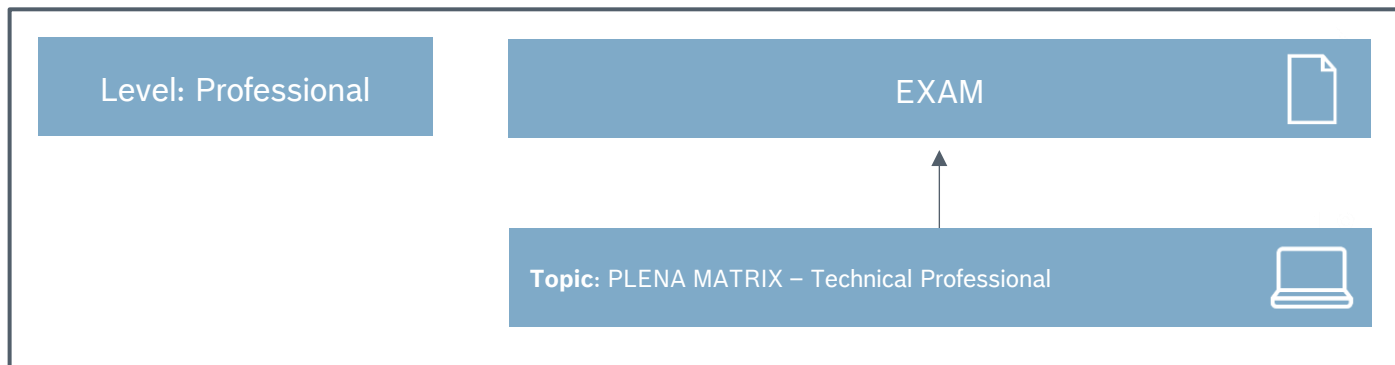 Level: Professional
EXAM
Topic: PLENA MATRIX – Technical Professional